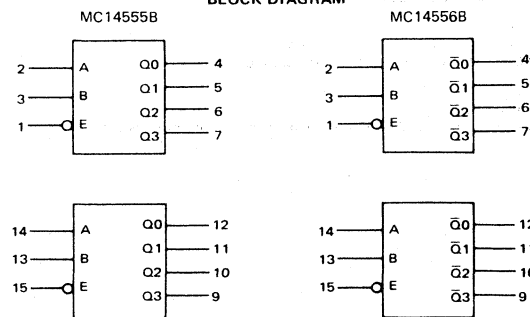 BLOCK DIAGRAM
MC14555B
MC14556B
2 A Q0 4
3 B Q1 5
1 E Q2 6
Q3 7
2 A Q̅0 4
3 B Q̅1 5
1 E Q̅2 6
Q̅3 7
14 A Q0 12
13 B Q1 11
15 E Q2 10
Q3 9
14 A Q̅0 12
13 B Q̅1 11
15 E Q̅2 10
Q̅3 9